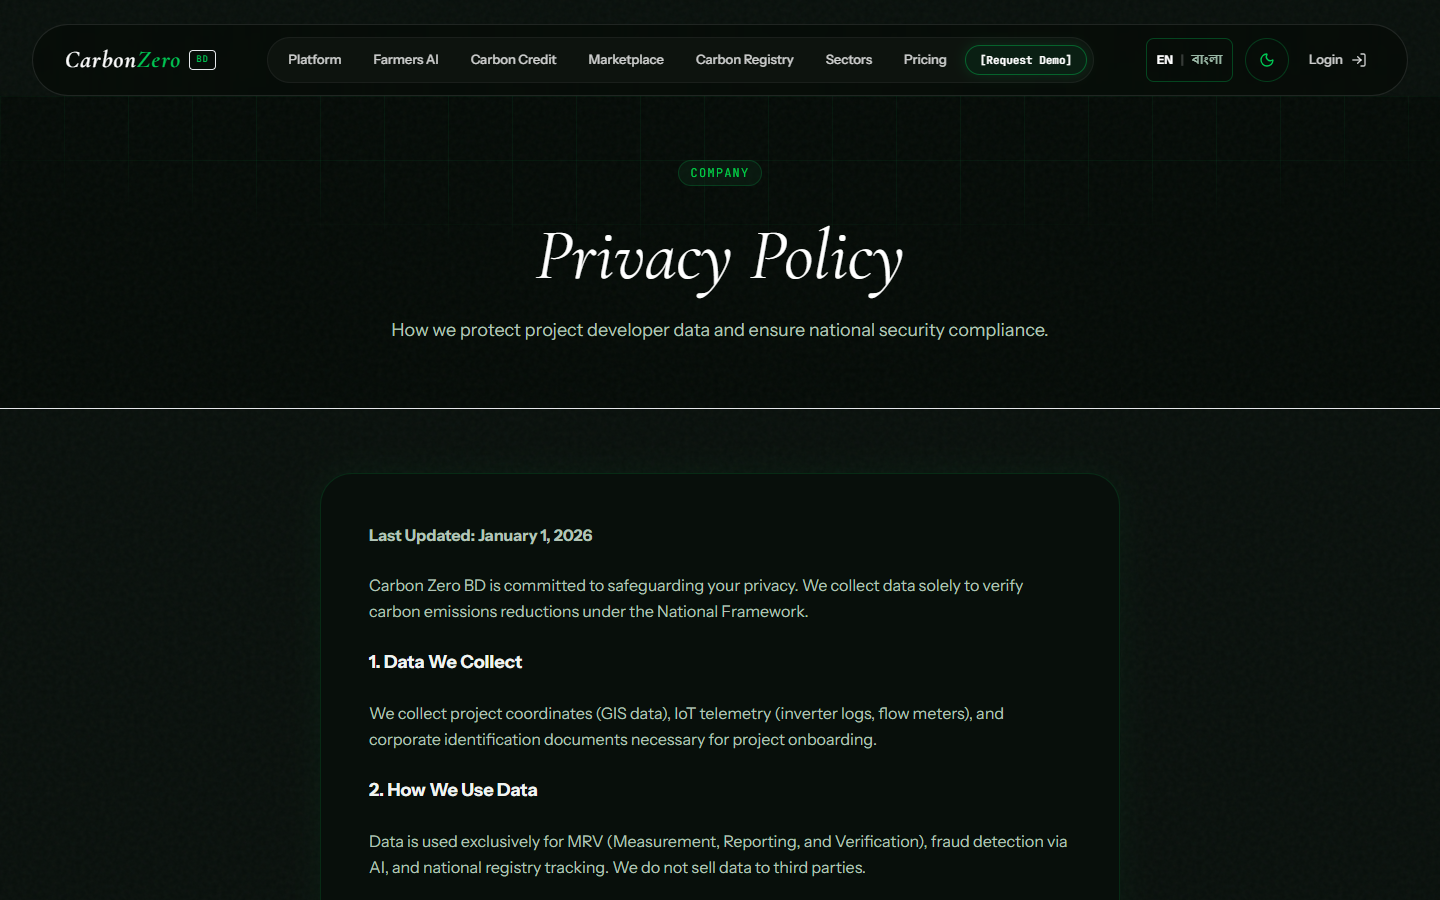 CarbonZero BD
Platform
Farmers AI
Carbon Credit
Marketplace
Carbon Registry
Sectors
Pricing
[Request Demo]
EN | বাংলা
Login
COMPANY
Privacy Policy
How we protect project developer data and ensure national security compliance.
Last Updated: January 1, 2026
Carbon Zero BD is committed to safeguarding your privacy. We collect data solely to verify
carbon emissions reductions under the National Framework.
1. Data We Collect
We collect project coordinates (GIS data), IoT telemetry (inverter logs, flow meters), and
corporate identification documents necessary for project onboarding.
2. How We Use Data
Data is used exclusively for MRV (Measurement, Reporting, and Verification), fraud detection via
AI, and national registry tracking. We do not sell data to third parties.